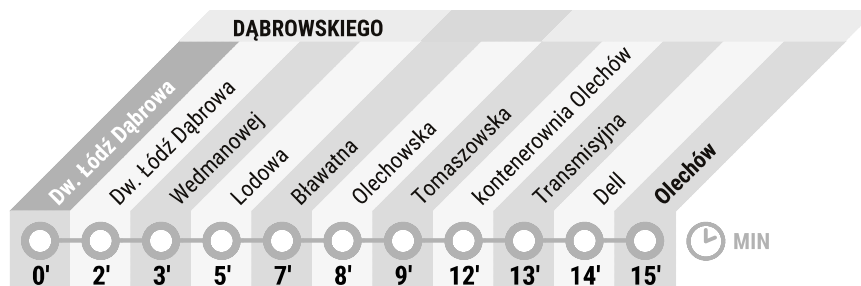 DĄBROWSKIEGO
Dw. Łódź Dąbrowa
Dw. Łódź Dąbrowa
Wedmanowej
Lodowa
Bławatna
Olechowska
Tomaszowska
kontenerownia Olechów
Transmisyjna
Dell
Olechów
0' 2' 3' 5' 7' 8' 9' 12' 13' 14' 15' MIN